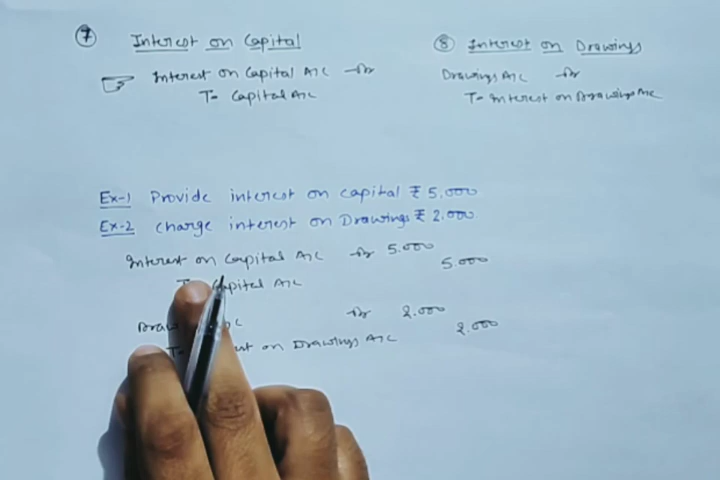 7 Interest on Capital
Interest on Capital A/C Dr
To Capital A/C
8 Interest on Drawings
Drawings A/C Dr
To Interest on Drawings A/C
Ex-1 Provide interest on capital ₹ 5,000
Ex-2 Charge interest on Drawings ₹ 2,000
Interest on Capital A/C Dr 5,000
Capital A/C 5,000
Dr 2,000
on Drawings A/C 2,000